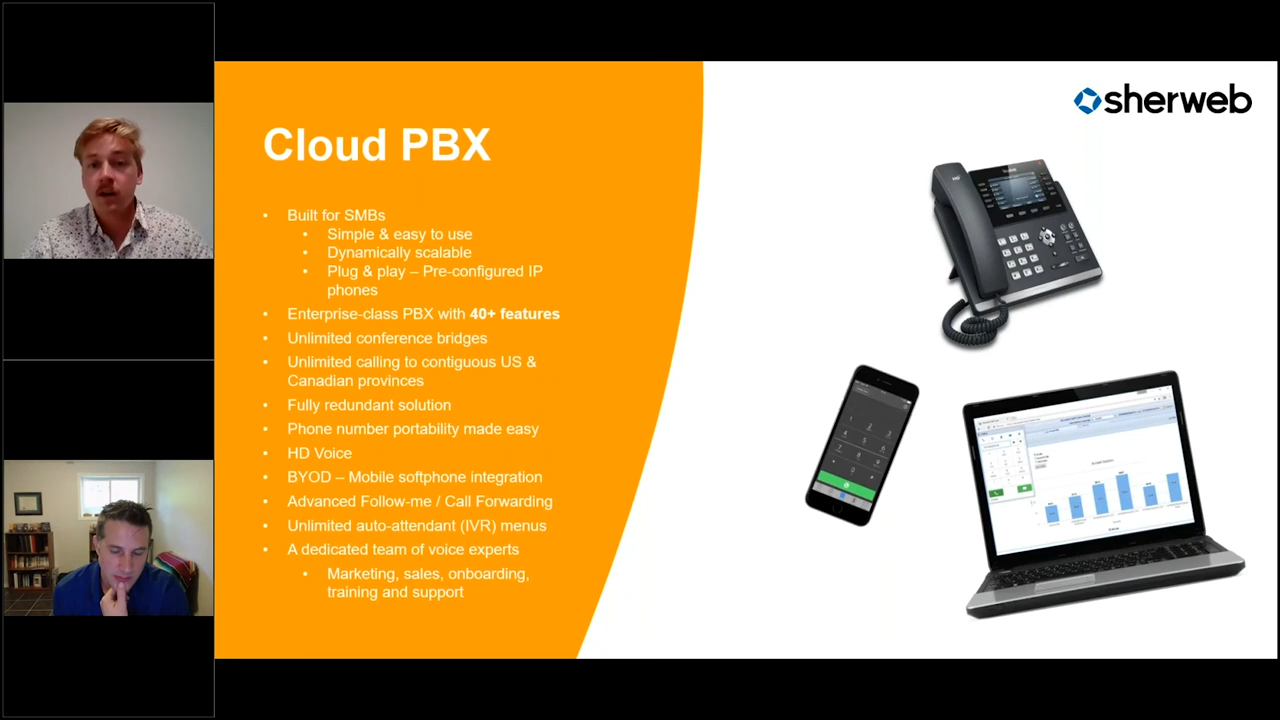 sherweb
Cloud PBX
• Built for SMBs
• Simple & easy to use
• Dynamically scalable
• Plug & play – Pre-configured IP
phones
• Enterprise-class PBX with 40+ features
• Unlimited conference bridges
• Unlimited calling to contiguous US &
Canadian provinces
• Fully redundant solution
• Phone number portability made easy
• HD Voice
• BYOD – Mobile softphone integration
• Advanced Follow-me / Call Forwarding
• Unlimited auto-attendant (IVR) menus
• A dedicated team of voice experts
• Marketing, sales, onboarding,
training and support